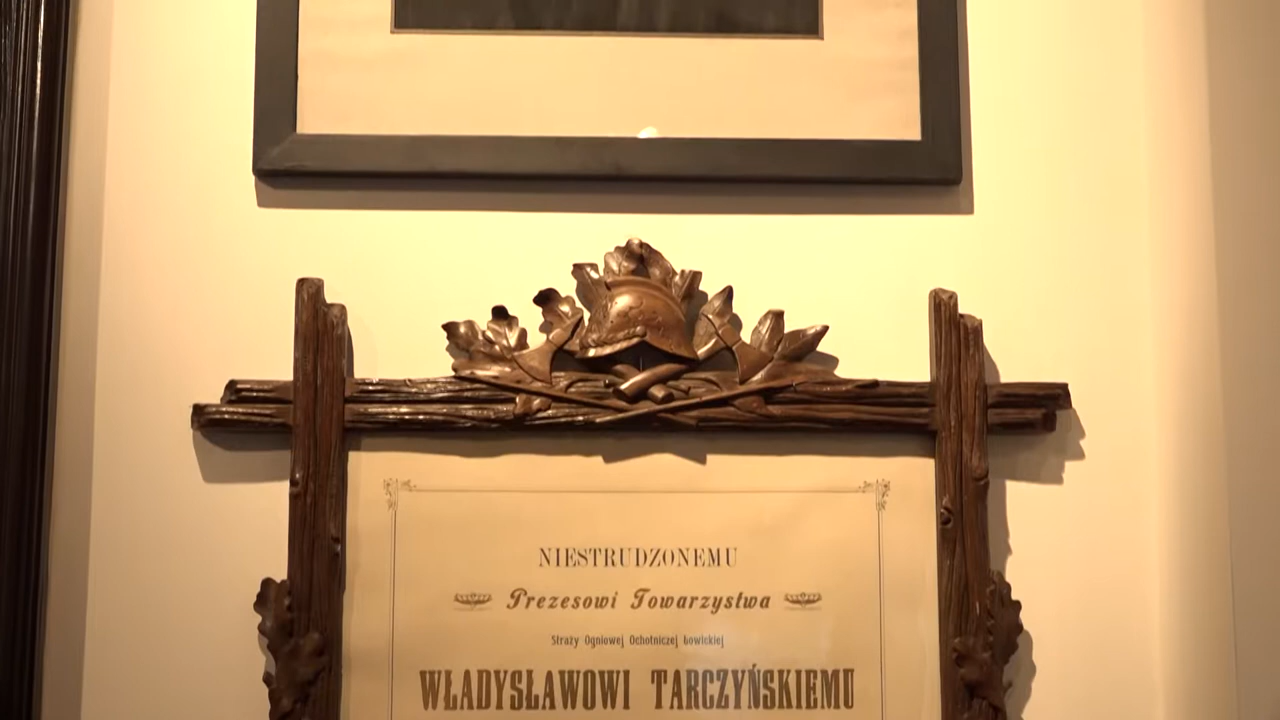 NIESTRUDZONEMU
Prezesowi Towarzystwa
Straży Ogniowej Ochotniczej Łowickiej
WŁADYSŁAWOWI TARCZYŃSKIEMU